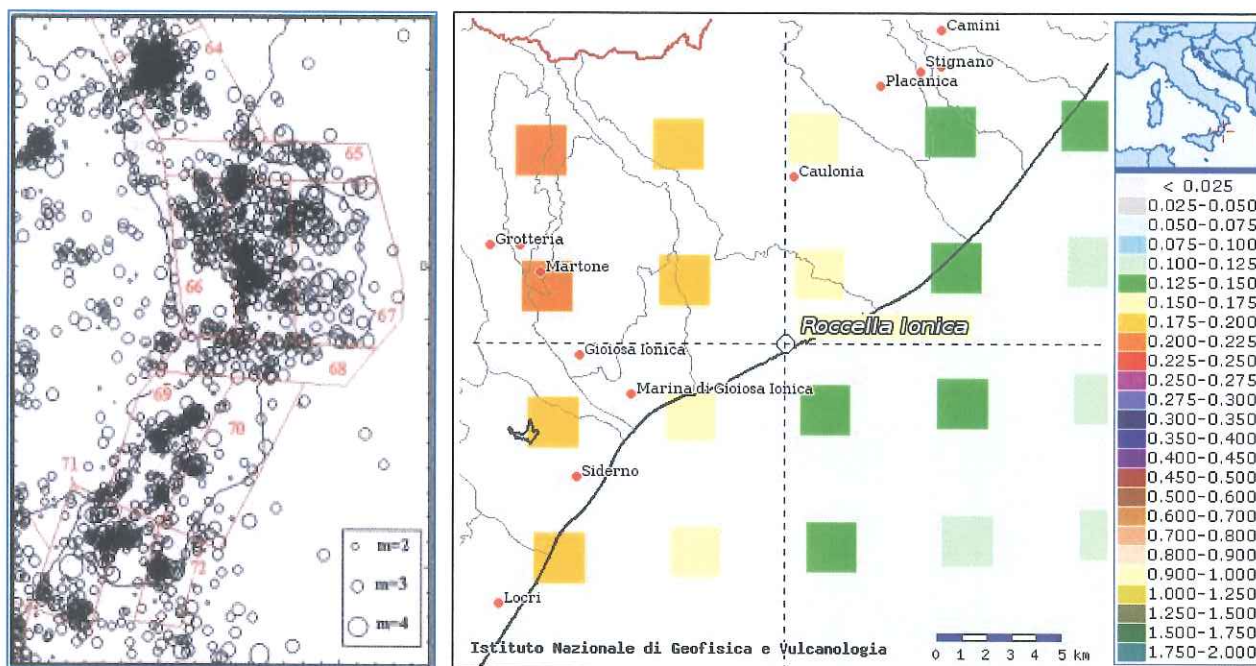 64
65
66
67
68
69
70
71
72
m=2
m=3
m=4
Camini
Stignano
Placanica
Caulonia
Grotteria
Martone
Roccella Ionica
Gioiosa Ionica
Marina di Gioiosa Ionica
Siderno
Locri
Istituto Nazionale di Geofisica e Vulcanologia
0 1 2 3 4 5 km
< 0.025
0.025-0.050
0.050-0.075
0.075-0.100
0.100-0.125
0.125-0.150
0.150-0.175
0.175-0.200
0.200-0.225
0.225-0.250
0.250-0.275
0.275-0.300
0.300-0.350
0.350-0.400
0.400-0.450
0.450-0.500
0.500-0.600
0.600-0.700
0.700-0.800
0.800-0.900
0.900-1.000
1.000-1.250
1.250-1.500
1.500-1.750
1.750-2.000